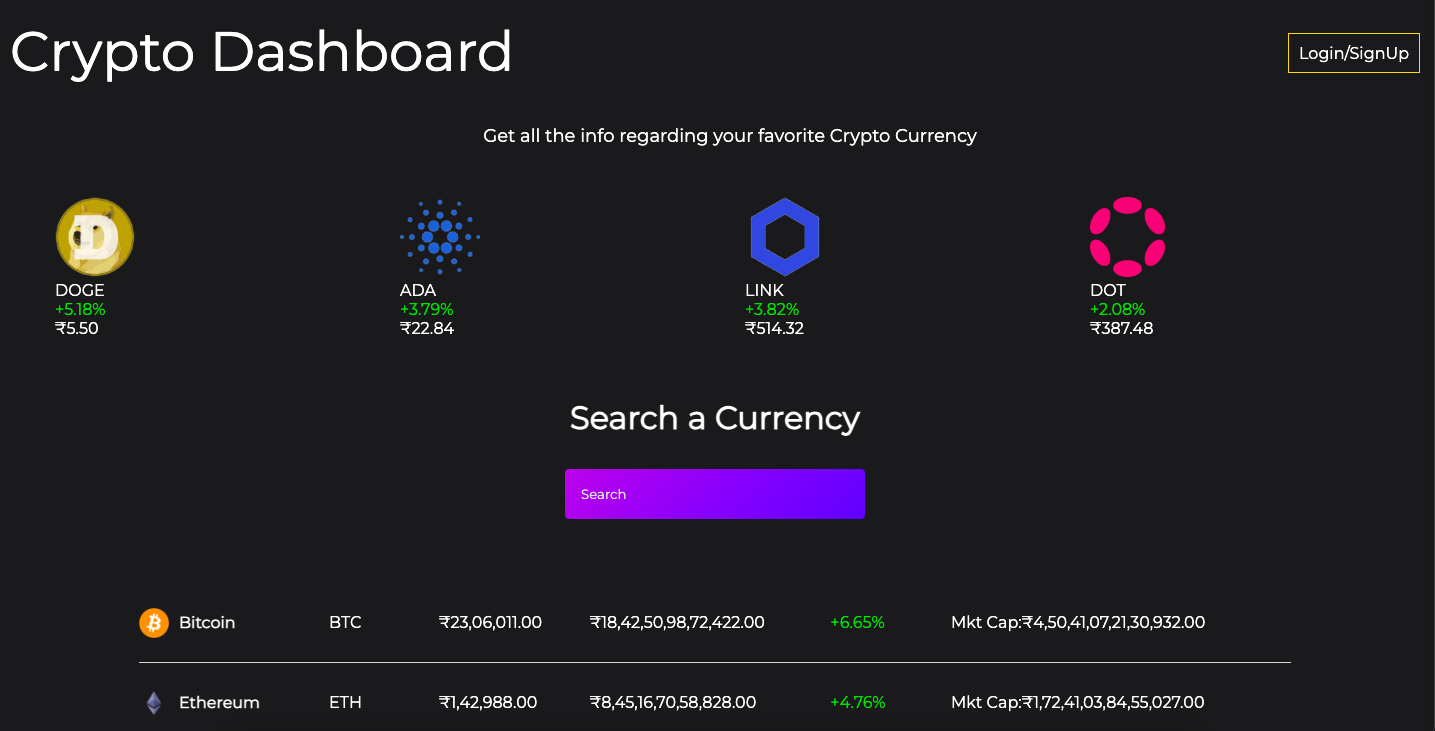 Crypto Dashboard
Login/SignUp
Get all the info regarding your favorite Crypto Currency
DOGE
+5.18%
₹5.50
ADA
+3.79%
₹22.84
LINK
+3.82%
₹514.32
DOT
+2.08%
₹387.48
Search a Currency
Search
Bitcoin BTC ₹23,06,011.00 ₹18,42,50,98,72,422.00 +6.65% Mkt Cap:₹4,50,41,07,21,30,932.00
Ethereum ETH ₹1,42,988.00 ₹8,45,16,70,58,828.00 +4.76% Mkt Cap:₹1,72,41,03,84,55,027.00